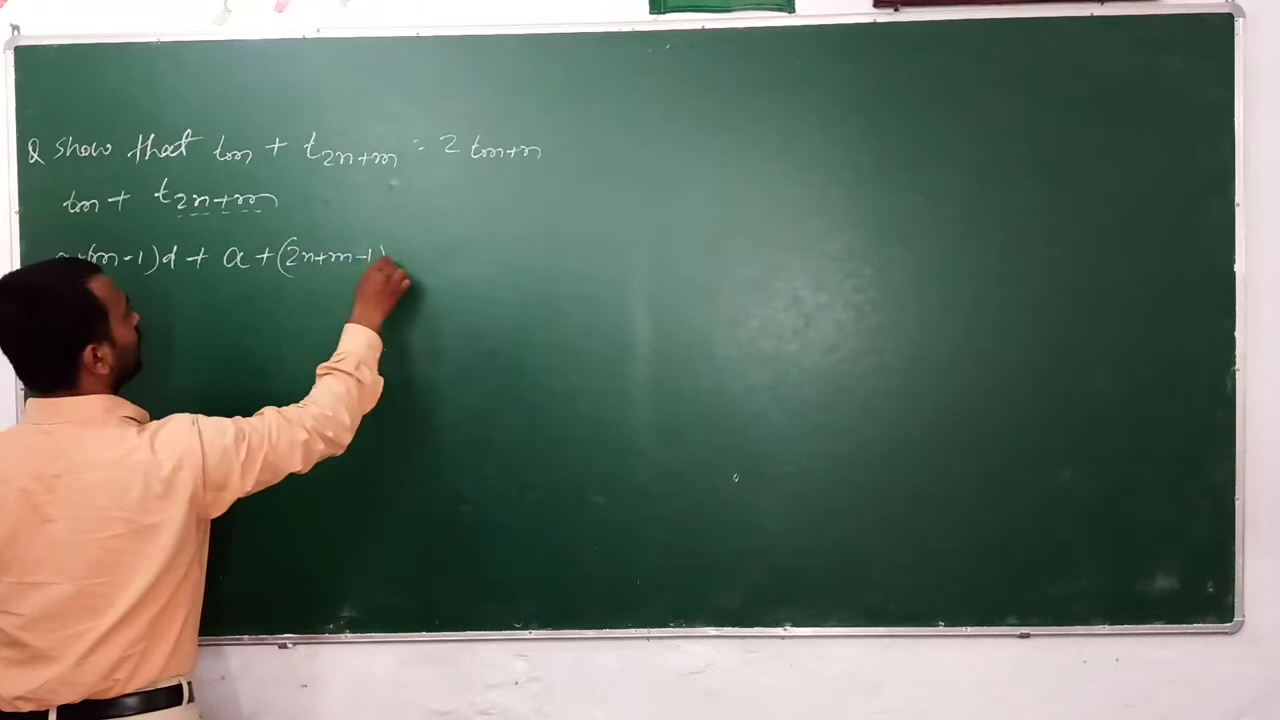 Q show that tm + t2n+m = 2 tm+n
tm + t2n+m
a+(m-1)d + a+(2n+m-1)